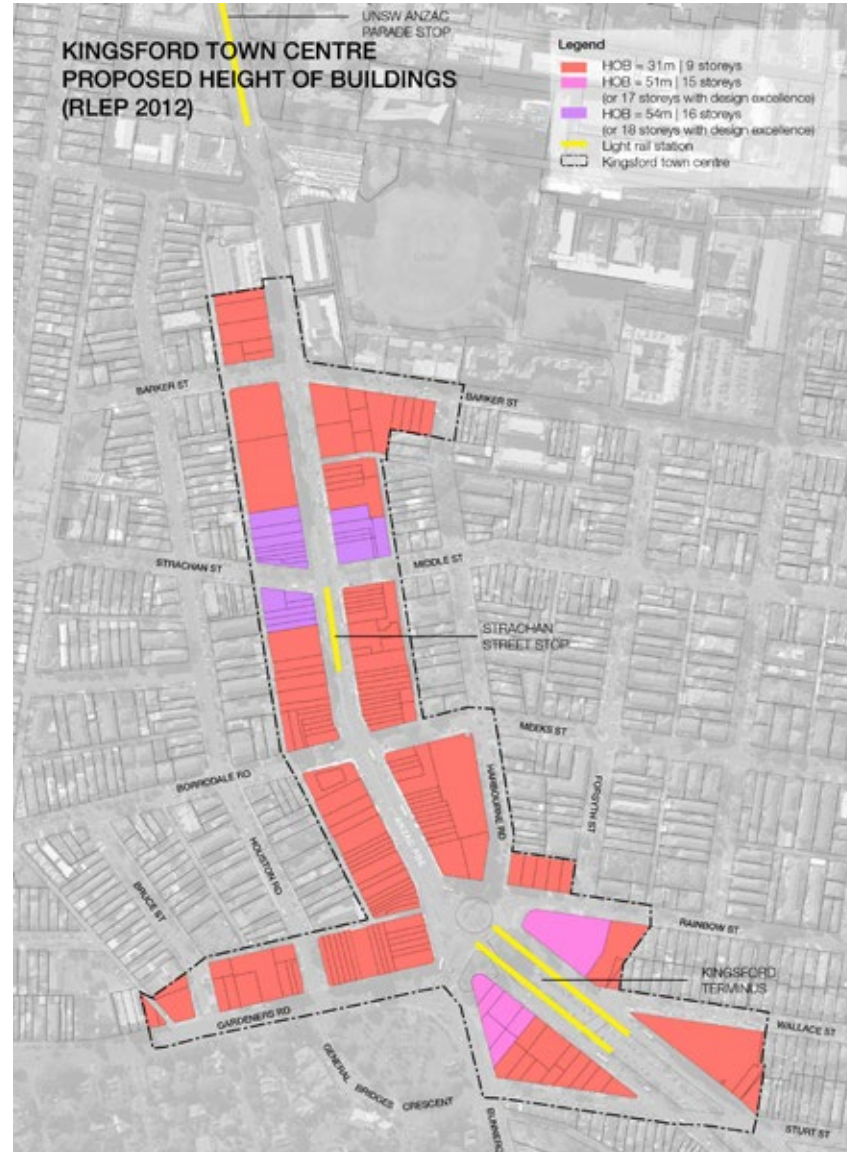 UNSW ANZAC
PARADE STOP
KINGSFORD TOWN CENTRE
PROPOSED HEIGHT OF BUILDINGS
(RLEP 2012)
Legend
HOB = 31m | 9 storeys
HOB = 51m | 15 storeys
(or 17 storeys with design excellence)
HOB = 54m | 16 storeys
(or 18 storeys with design excellence)
Light rail station
Kingsford town centre
UNSW
BARKER ST
BARKER ST
STRACHAN ST
MIDDLE ST
STRACHAN
STREET STOP
MEEKS ST
BORRODALE RD
HARBOURNE RD
FORSYTH ST
HOUSTON RD
ANZAC PDE
BRUCE ST
RAINBOW ST
KINGSFORD
TERMINUS
GARDENERS RD
WALLACE ST
GENERAL BRIDGES CRESCENT
STURT ST